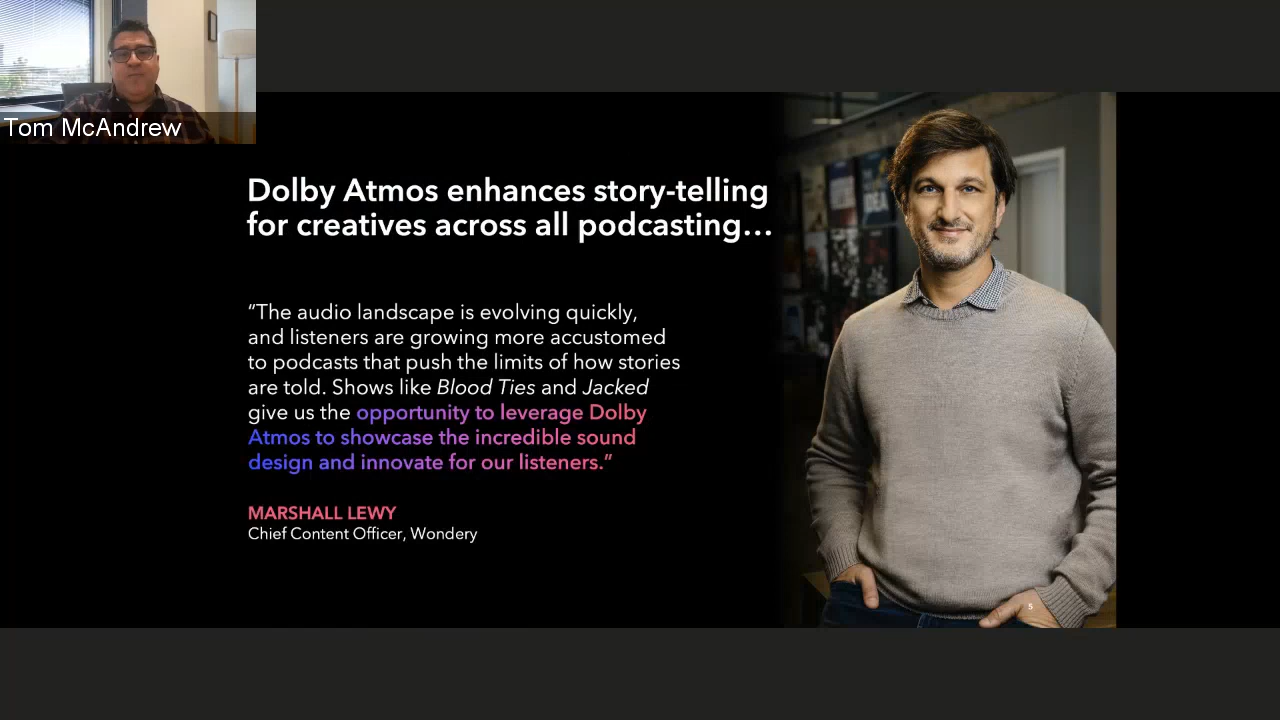 Tom McAndrew
Dolby Atmos enhances story-telling
for creatives across all podcasting…
“The audio landscape is evolving quickly,
and listeners are growing more accustomed
to podcasts that push the limits of how stories
are told. Shows like Blood Ties and Jacked
give us the opportunity to leverage Dolby
Atmos to showcase the incredible sound
design and innovate for our listeners.”
MARSHALL LEWY
Chief Content Officer, Wondery
IDEA
5